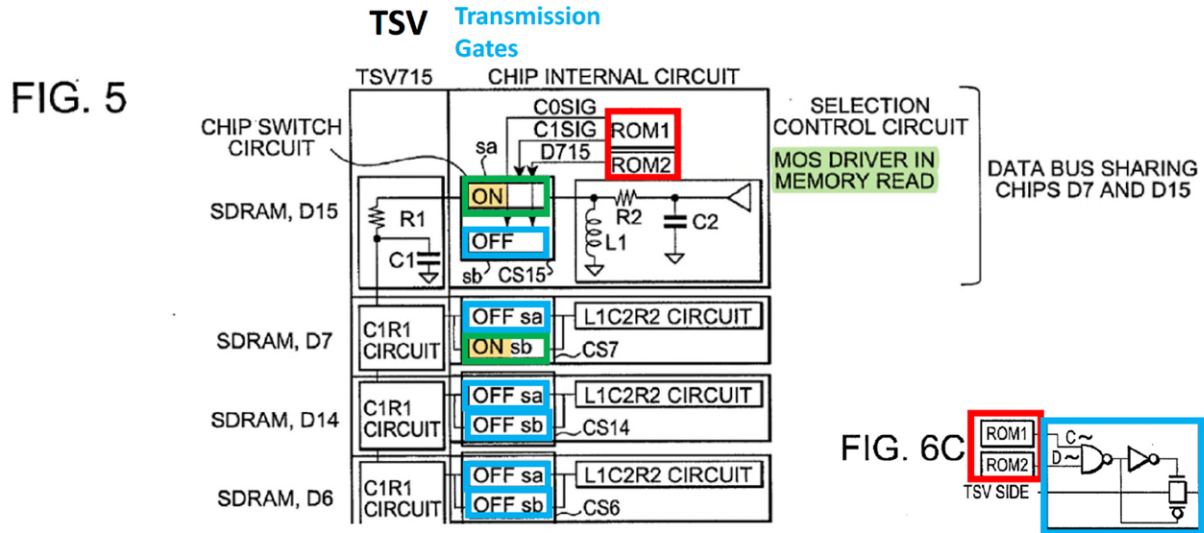 TSV
Transmission
Gates
FIG. 5
TSV715
CHIP INTERNAL CIRCUIT
CHIP SWITCH
CIRCUIT
sa
C0SIG
C1SIG
D715
ROM1
ROM2
SELECTION
CONTROL CIRCUIT
MOS DRIVER IN
MEMORY READ
DATA BUS SHARING
CHIPS D7 AND D15
SDRAM, D15
R1
C1
ON
OFF
sb
CS15
L1
R2
C2
SDRAM, D7
C1R1
CIRCUIT
OFF sa
ON sb
CS7
L1C2R2 CIRCUIT
SDRAM, D14
C1R1
CIRCUIT
OFF sa
OFF sb
CS14
L1C2R2 CIRCUIT
SDRAM, D6
C1R1
CIRCUIT
OFF sa
OFF sb
CS6
L1C2R2 CIRCUIT
FIG. 6C
ROM1
ROM2
C~
D~
TSV SIDE